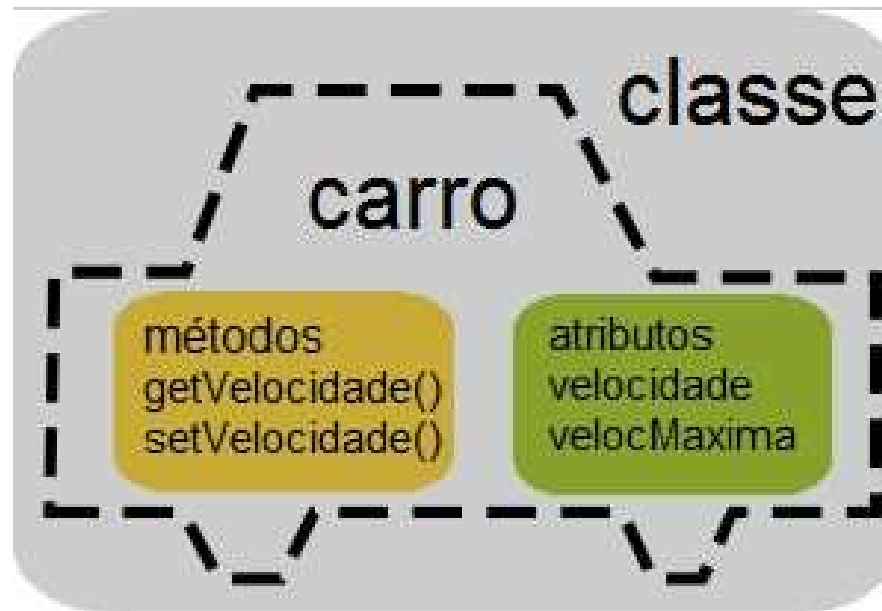 classe
carro
métodos
getVelocidade()
setVelocidade()
atributos
velocidade
velocMaxima